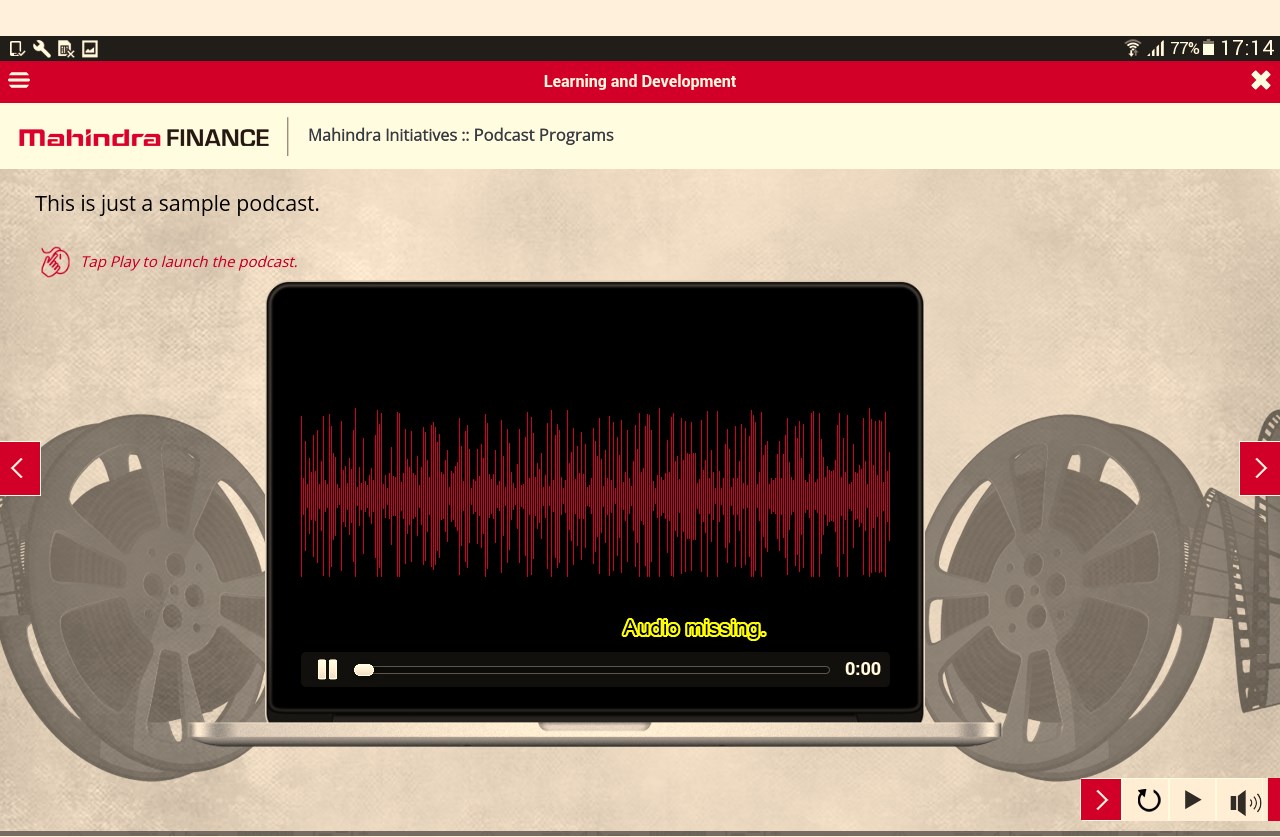 77% 17:14
Learning and Development
Mahindra FINANCE
Mahindra Initiatives :: Podcast Programs
This is just a sample podcast.
Tap Play to launch the podcast.
Audio missing.
0:00